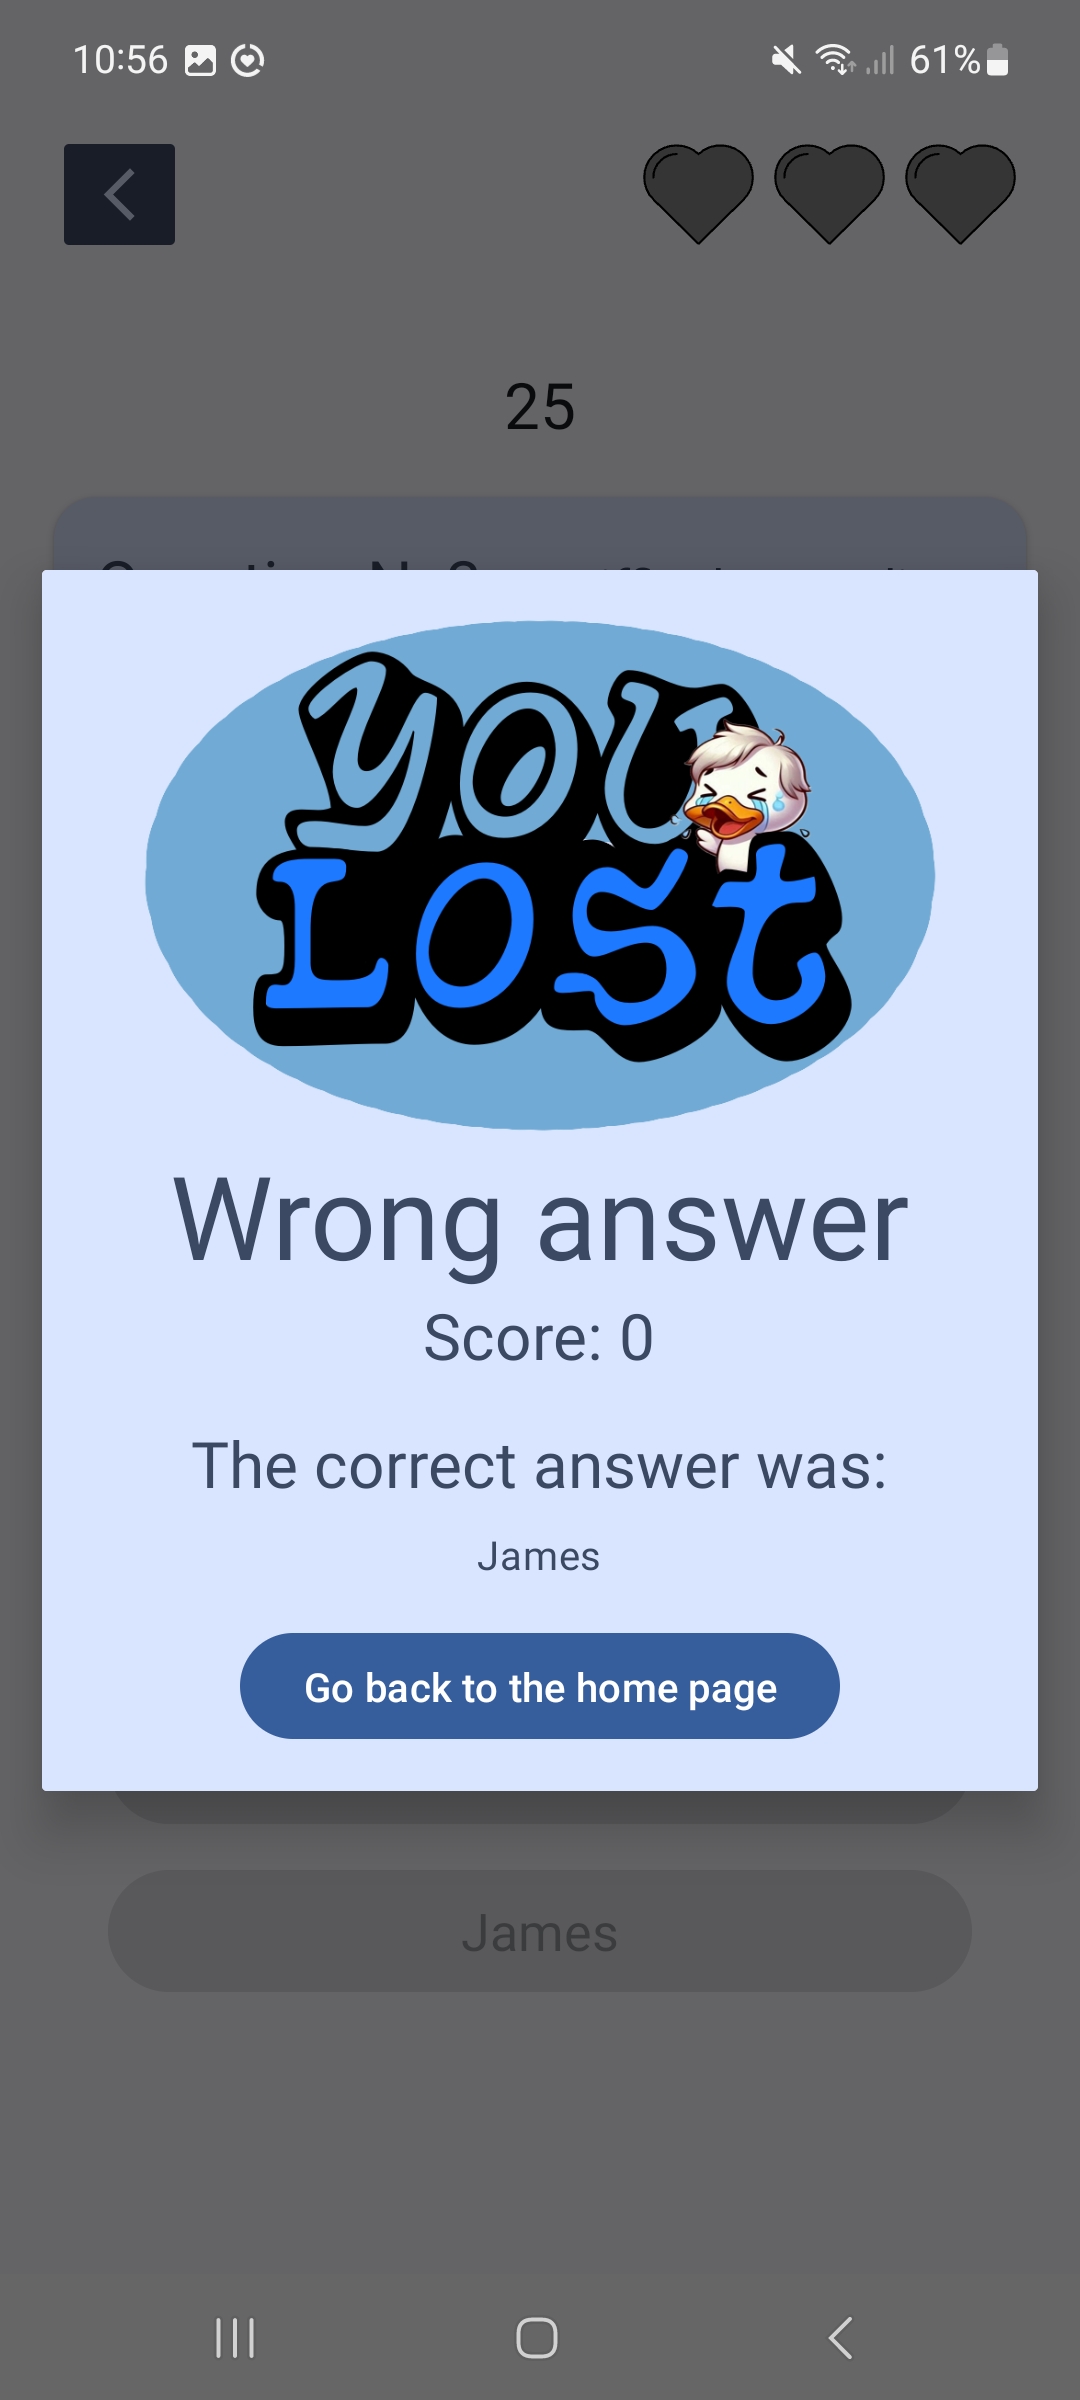 10:56 61%
25
YOU
LOST
Wrong answer
Score: 0
The correct answer was:
James
Go back to the home page
James